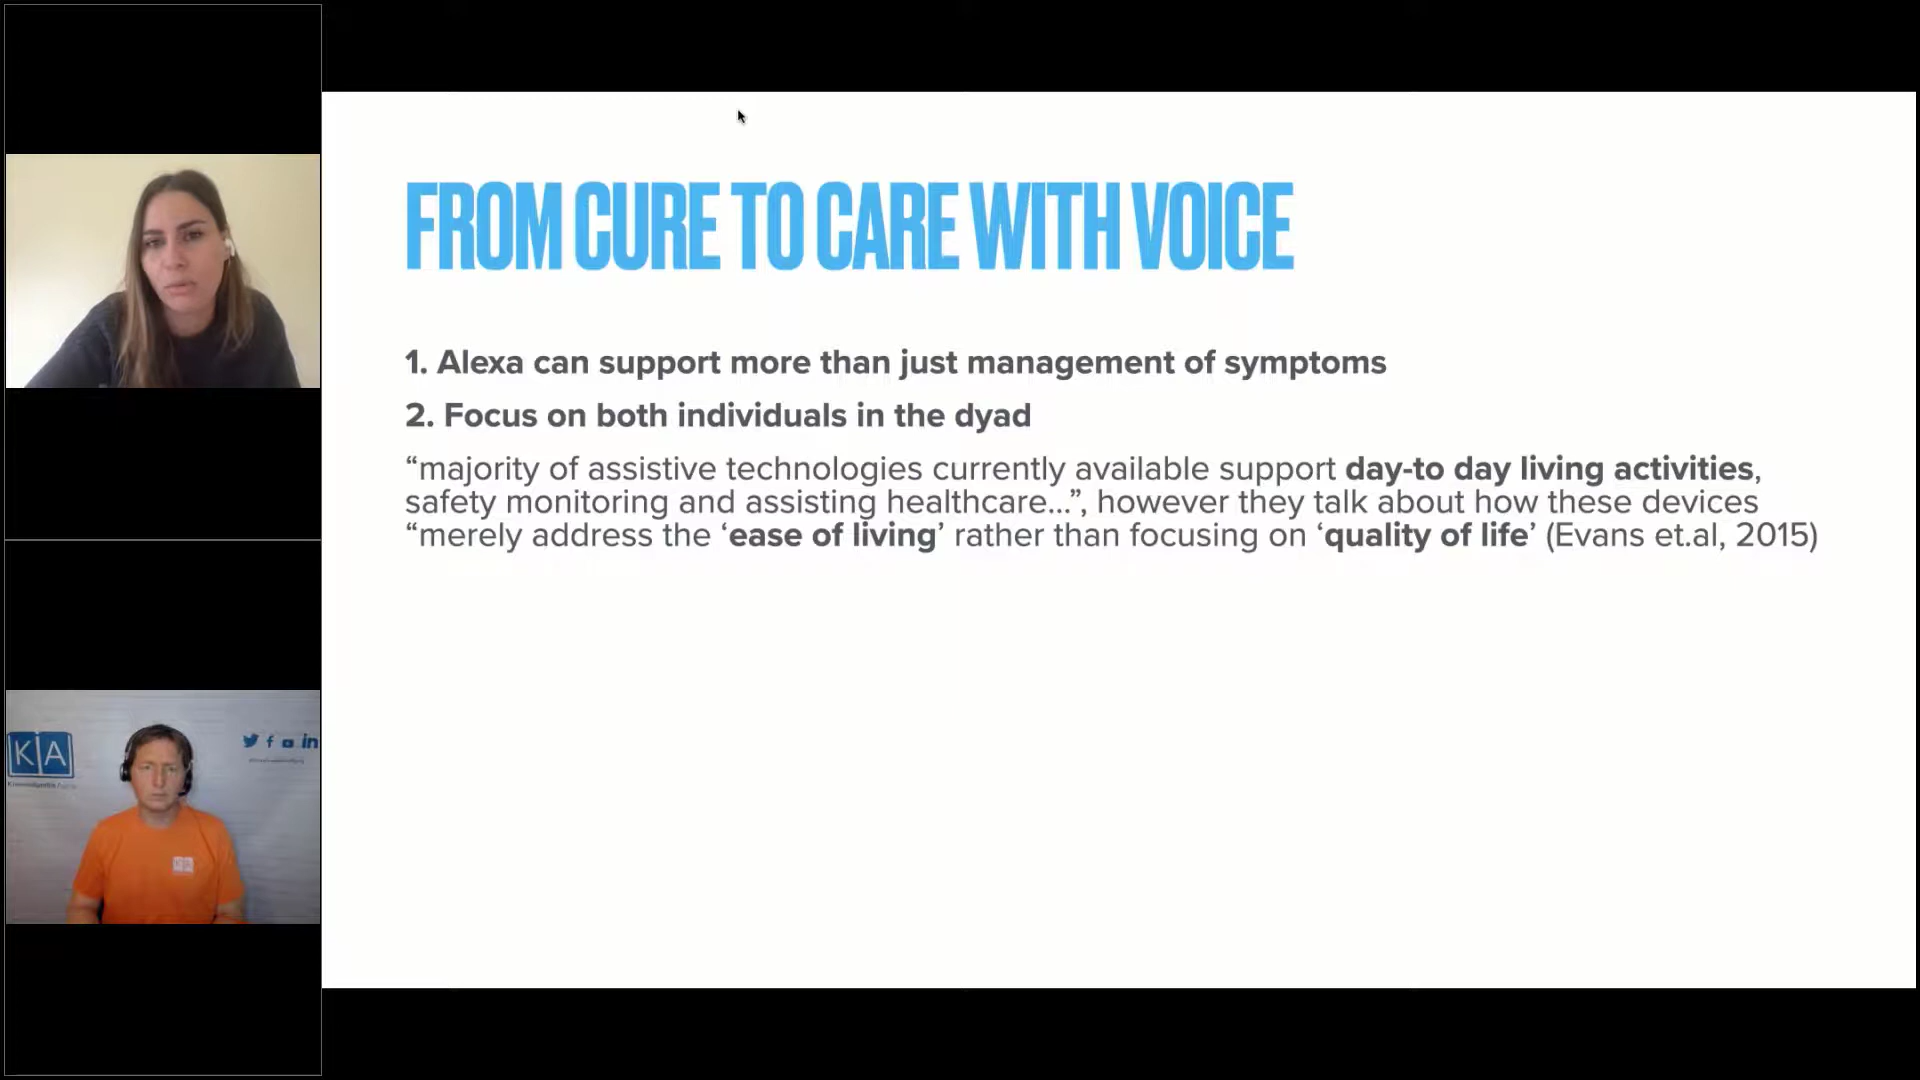 FROM CURE TO CARE WITH VOICE
1. Alexa can support more than just management of symptoms
2. Focus on both individuals in the dyad
“majority of assistive technologies currently available support day-to day living activities,
safety monitoring and assisting healthcare...”, however they talk about how these devices
“merely address the ‘ease of living’ rather than focusing on ‘quality of life’ (Evans et.al, 2015)
KIA